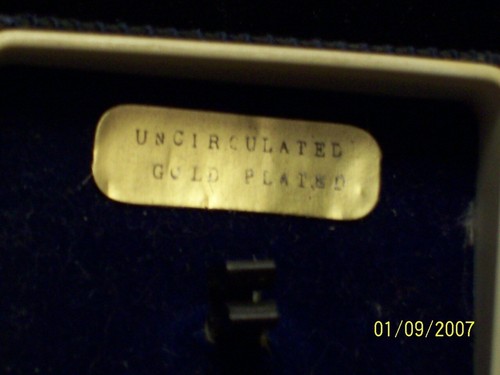 UNCIRCULATED
GOLD PLATED
01/09/2007